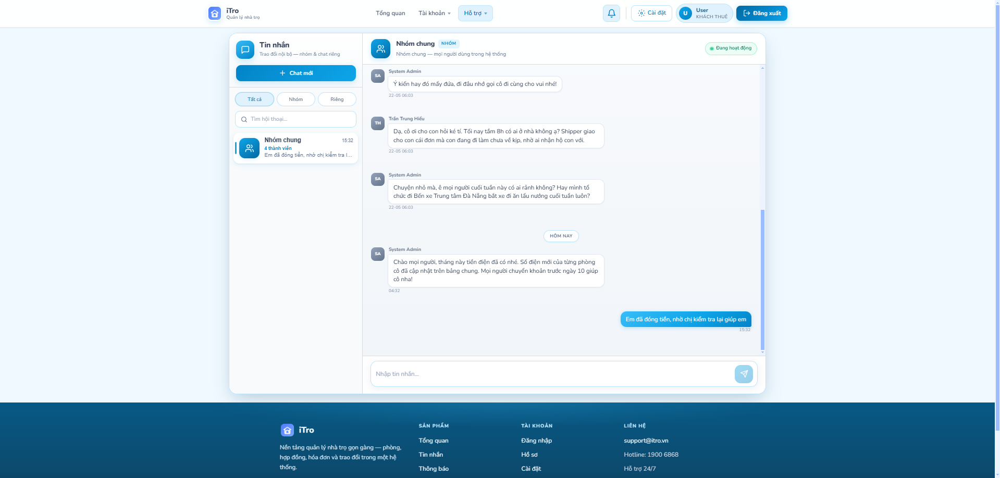 iTro
Quản lý nhà trọ
Tổng quan
Tài khoản
Hỗ trợ
Cài đặt
U
User
KHÁCH THUÊ
Đăng xuất
Tin nhắn
Trao đổi nội bộ — nhóm & chat riêng
Chat mới
Tất cả
Nhóm
Riêng
Tìm hội thoại...
Nhóm chung
15:32
4 thành viên
Em đã đóng tiền, nhờ chị kiểm tra l...
Nhóm chung
NHÓM
Nhóm chung — mọi người dùng trong hệ thống
Đang hoạt động
SA
System Admin
Ý kiến hay đó mấy đứa, đi đâu nhớ gọi cô đi cùng cho vui nhé!
22-05 06:03
TH
Trần Trung Hiếu
Dạ, cô ơi cho con hỏi ké tí. Tối nay tầm 8h có ai ở nhà không ạ? Shipper giao
cho con cái đơn mà con đang đi làm chưa về kịp, nhờ ai nhận hộ con với.
22-05 06:03
SA
System Admin
Chuyện nhỏ mà, ê mọi người cuối tuần này có ai rảnh không? Hay mình tổ
chức đi Bến xe Trung tâm Đà Nẵng bắt xe đi ăn lẩu nướng cuối tuần luôn?
22-05 06:03
HÔM NAY
SA
System Admin
Chào mọi người, tháng này tiền điện đã có nhé. Số điện mới của từng phòng
cô đã cập nhật trên bảng chung. Mọi người chuyển khoản trước ngày 10 giúp
cô nha!
04:32
Em đã đóng tiền, nhờ chị kiểm tra lại giúp em
15:32
Nhập tin nhắn...
iTro
Nền tảng quản lý nhà trọ gọn gàng — phòng,
hợp đồng, hóa đơn và trao đổi trong một hệ
thống.
SẢN PHẨM
Tổng quan
Tin nhắn
Thông báo
TÀI KHOẢN
Đăng nhập
Hồ sơ
Cài đặt
LIÊN HỆ
support@itro.vn
Hotline: 1900 6868
Hỗ trợ 24/7